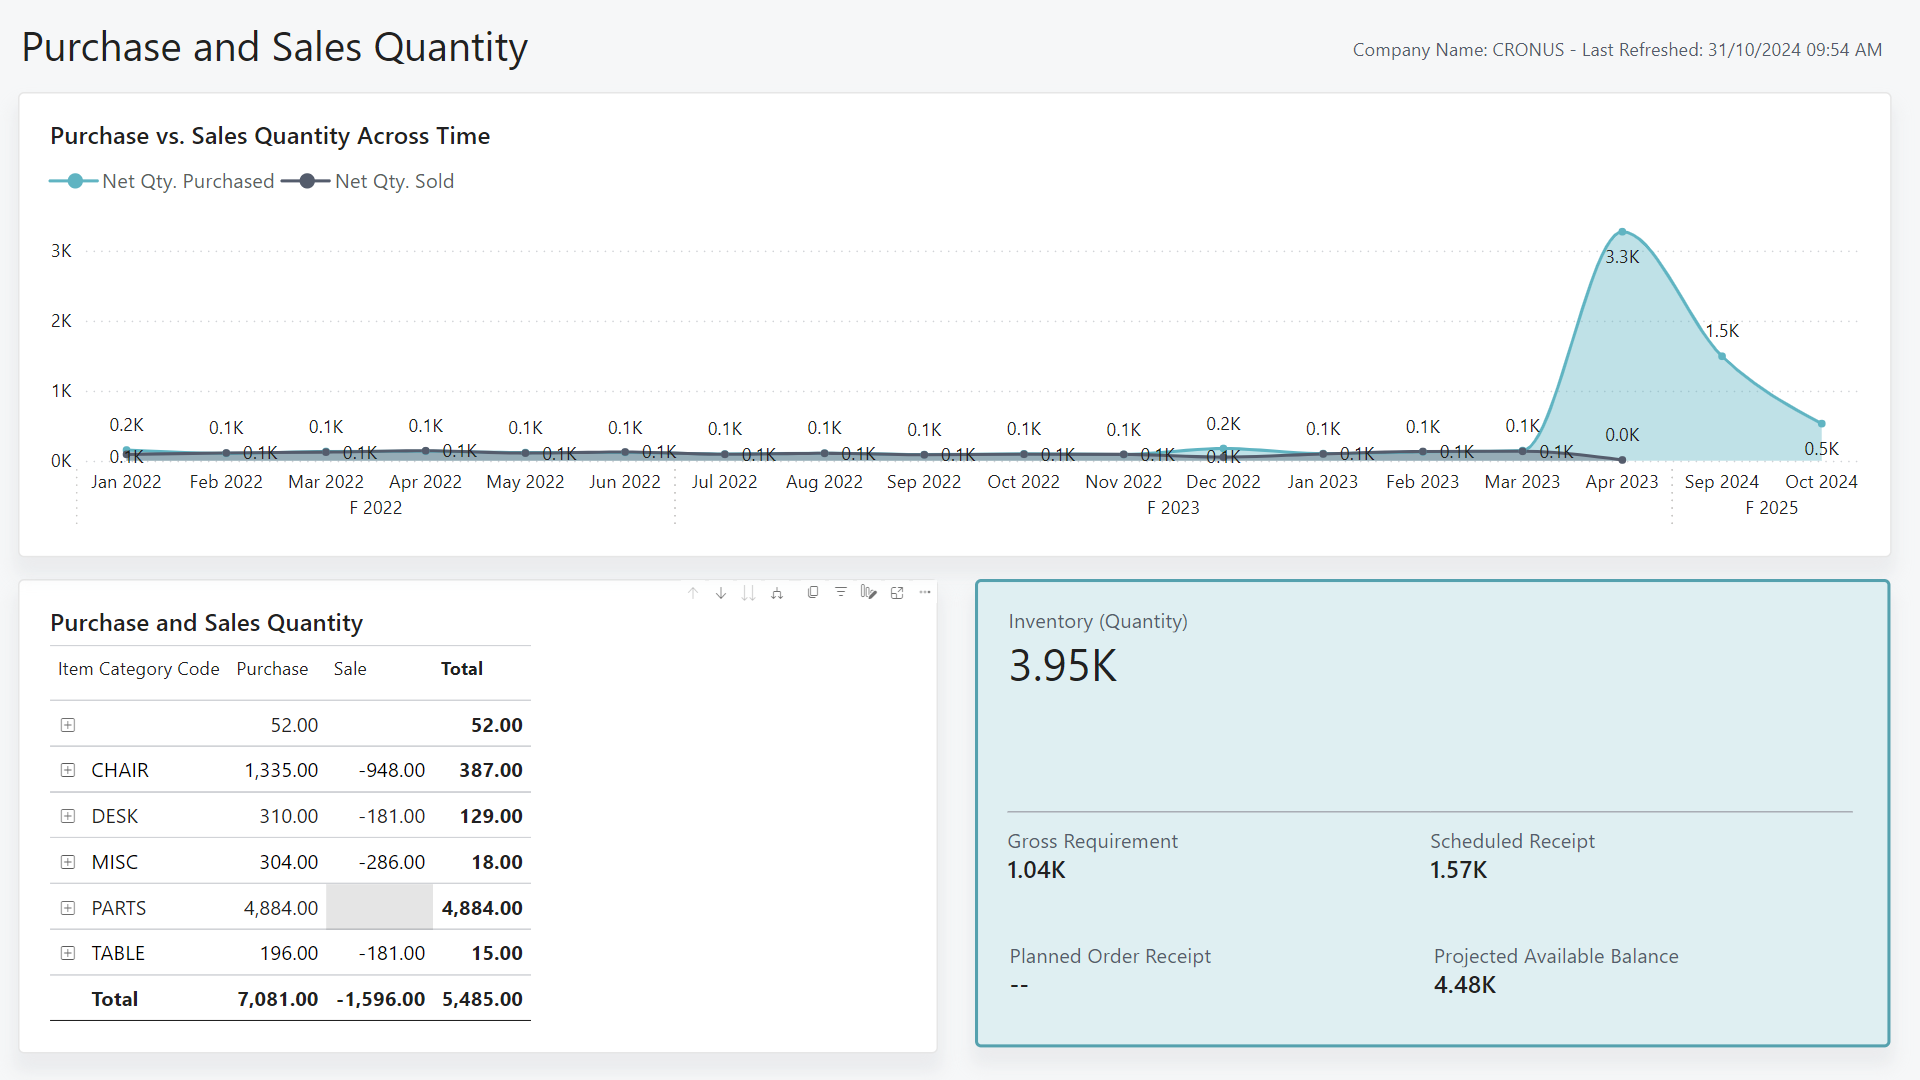 Purchase and Sales Quantity
Company Name: CRONUS - Last Refreshed: 31/10/2024 09:54 AM
Purchase vs. Sales Quantity Across Time
Net Qty. Purchased Net Qty. Sold
3K
2K
1K
0K
3.3K
1.5K
0.2K 0.1K 0.1K 0.1K 0.1K 0.1K 0.1K 0.1K 0.1K 0.1K 0.1K 0.2K 0.1K 0.1K 0.1K 0.0K 0.5K
0.1K 0.1K 0.1K 0.1K 0.1K 0.1K 0.1K 0.1K 0.1K 0.1K 0.1K 0.1K 0.1K 0.1K 0.1K
Jan 2022 Feb 2022 Mar 2022 Apr 2022 May 2022 Jun 2022 Jul 2022 Aug 2022 Sep 2022 Oct 2022 Nov 2022 Dec 2022 Jan 2023 Feb 2023 Mar 2023 Apr 2023 Sep 2024 Oct 2024
F 2022 F 2023 F 2025
Purchase and Sales Quantity
Item Category Code Purchase Sale Total
52.00 52.00
CHAIR 1,335.00 -948.00 387.00
DESK 310.00 -181.00 129.00
MISC 304.00 -286.00 18.00
PARTS 4,884.00 4,884.00
TABLE 196.00 -181.00 15.00
Total 7,081.00 -1,596.00 5,485.00
Inventory (Quantity)
3.95K
Gross Requirement Scheduled Receipt
1.04K 1.57K
Planned Order Receipt Projected Available Balance
-- 4.48K